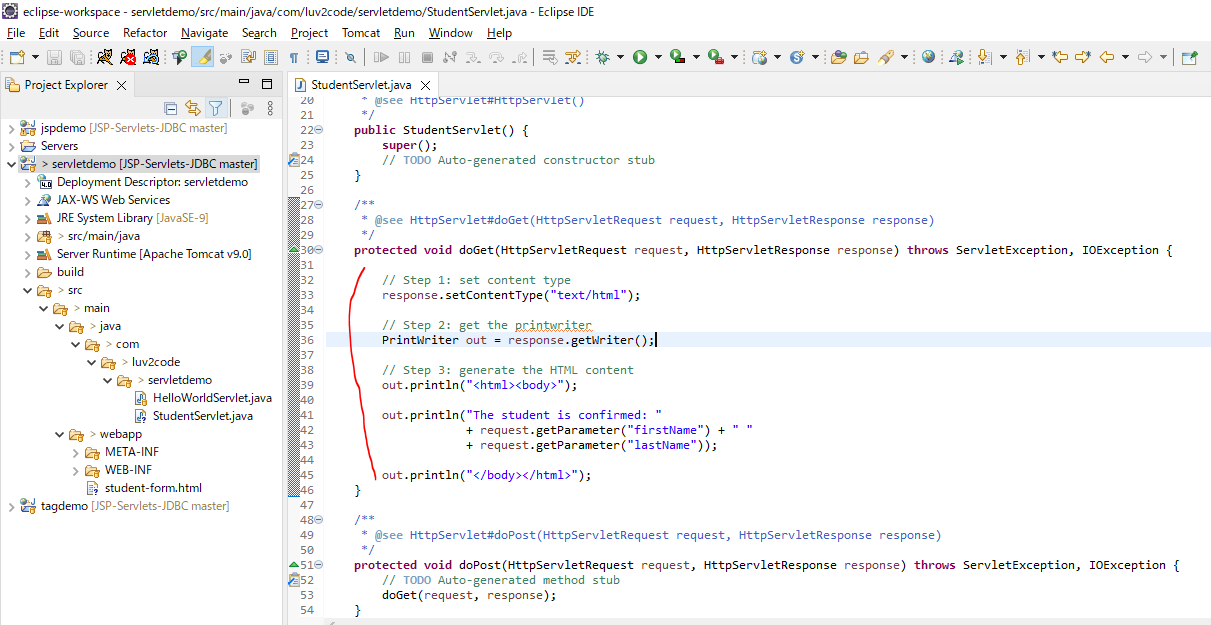 eclipse-workspace - servletdemo/src/main/java/com/luv2code/servletdemo/StudentServlet.java - Eclipse IDE
File Edit Source Refactor Navigate Search Project Tomcat Run Window Help
Project Explorer
jspdemo [JSP-Servlets-JDBC master]
Servers
> servletdemo [JSP-Servlets-JDBC master]
Deployment Descriptor: servletdemo
JAX-WS Web Services
JRE System Library [JavaSE-9]
> src/main/java
Server Runtime [Apache Tomcat v9.0]
build
> src
> main
> java
> com
> luv2code
> servletdemo
HelloWorldServlet.java
StudentServlet.java
> webapp
META-INF
WEB-INF
student-form.html
tagdemo [JSP-Servlets-JDBC master]
StudentServlet.java
20 * @see HttpServlet#HttpServlet()
21 */
22 public StudentServlet() {
23 super();
24 // TODO Auto-generated constructor stub
25 }
26
27 /**
28 * @see HttpServlet#doGet(HttpServletRequest request, HttpServletResponse response)
29 */
30 protected void doGet(HttpServletRequest request, HttpServletResponse response) throws ServletException, IOException {
31
32 // Step 1: set content type
33 response.setContentType("text/html");
34
35 // Step 2: get the printwriter
36 PrintWriter out = response.getWriter();
37
38 // Step 3: generate the HTML content
39 out.println("<html><body>");
40
41 out.println("The student is confirmed: "
42 + request.getParameter("firstName") + " "
43 + request.getParameter("lastName"));
44
45 out.println("</body></html>");
46 }
47
48 /**
49 * @see HttpServlet#doPost(HttpServletRequest request, HttpServletResponse response)
50 */
51 protected void doPost(HttpServletRequest request, HttpServletResponse response) throws ServletException, IOException {
52 // TODO Auto-generated method stub
53 doGet(request, response);
54 }